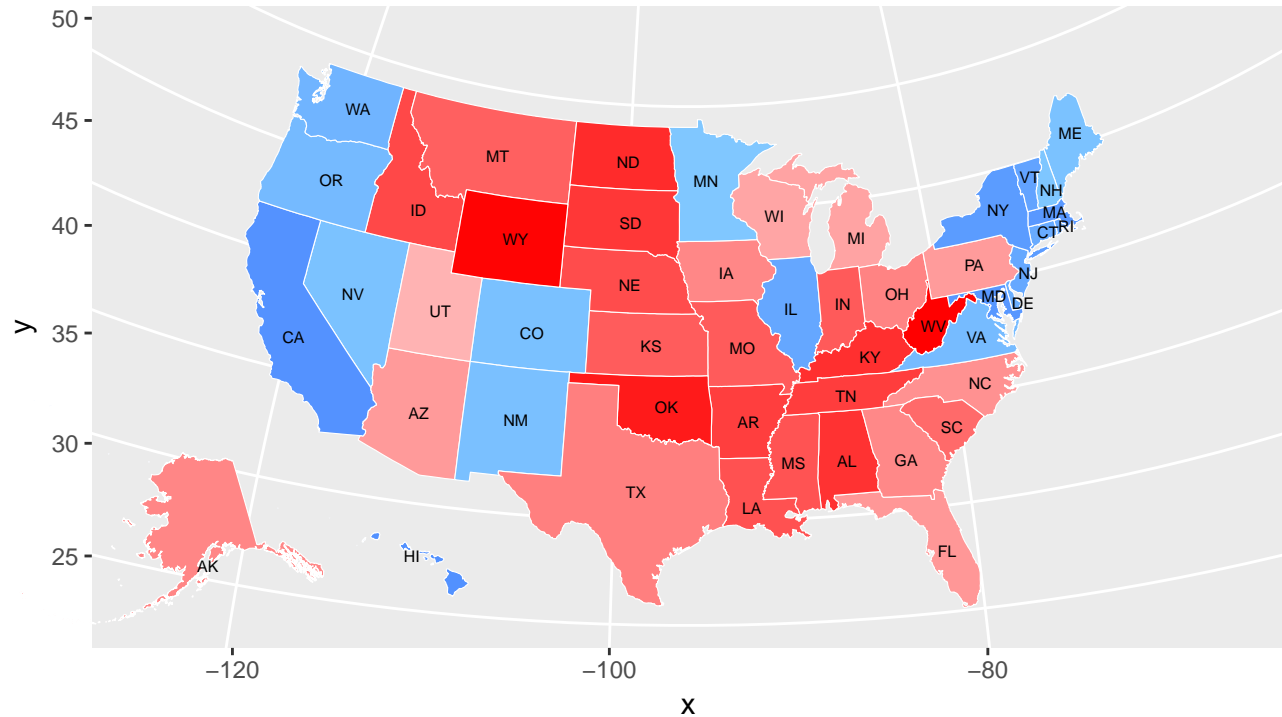 50
45
40
35
30
25
y
WA
ME
MT
ND
VT
OR
MN
NH
ID
NY
MA
SD
WI
RI
CT
WY
MI
PA
IA
NJ
NE
NV
OH
MD
DE
IN
IL
UT
WV
CO
VA
CA
KS
MO
KY
NC
TN
OK
AZ
NM
AR
SC
GA
AL
MS
TX
LA
FL
HI
AK
−120
−100
−80
x